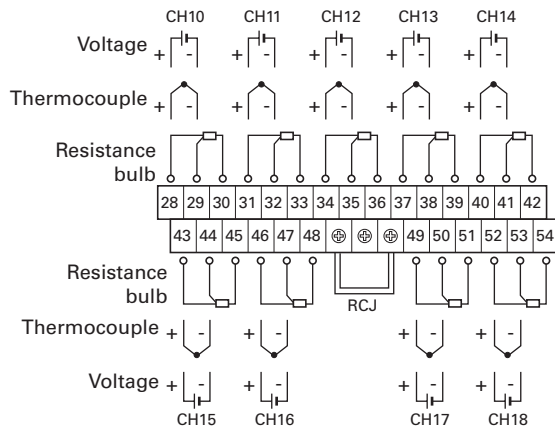 CH10 CH11 CH12 CH13 CH14
Voltage + - + - + - + - + -
Thermocouple + - + - + - + - + -
Resistance
bulb
28 29 30 31 32 33 34 35 36 37 38 39 40 41 42
43 44 45 46 47 48 49 50 51 52 53 54
Resistance
bulb
RCJ
Thermocouple + - + - + - + -
Voltage + - + - + - + -
CH15 CH16 CH17 CH18